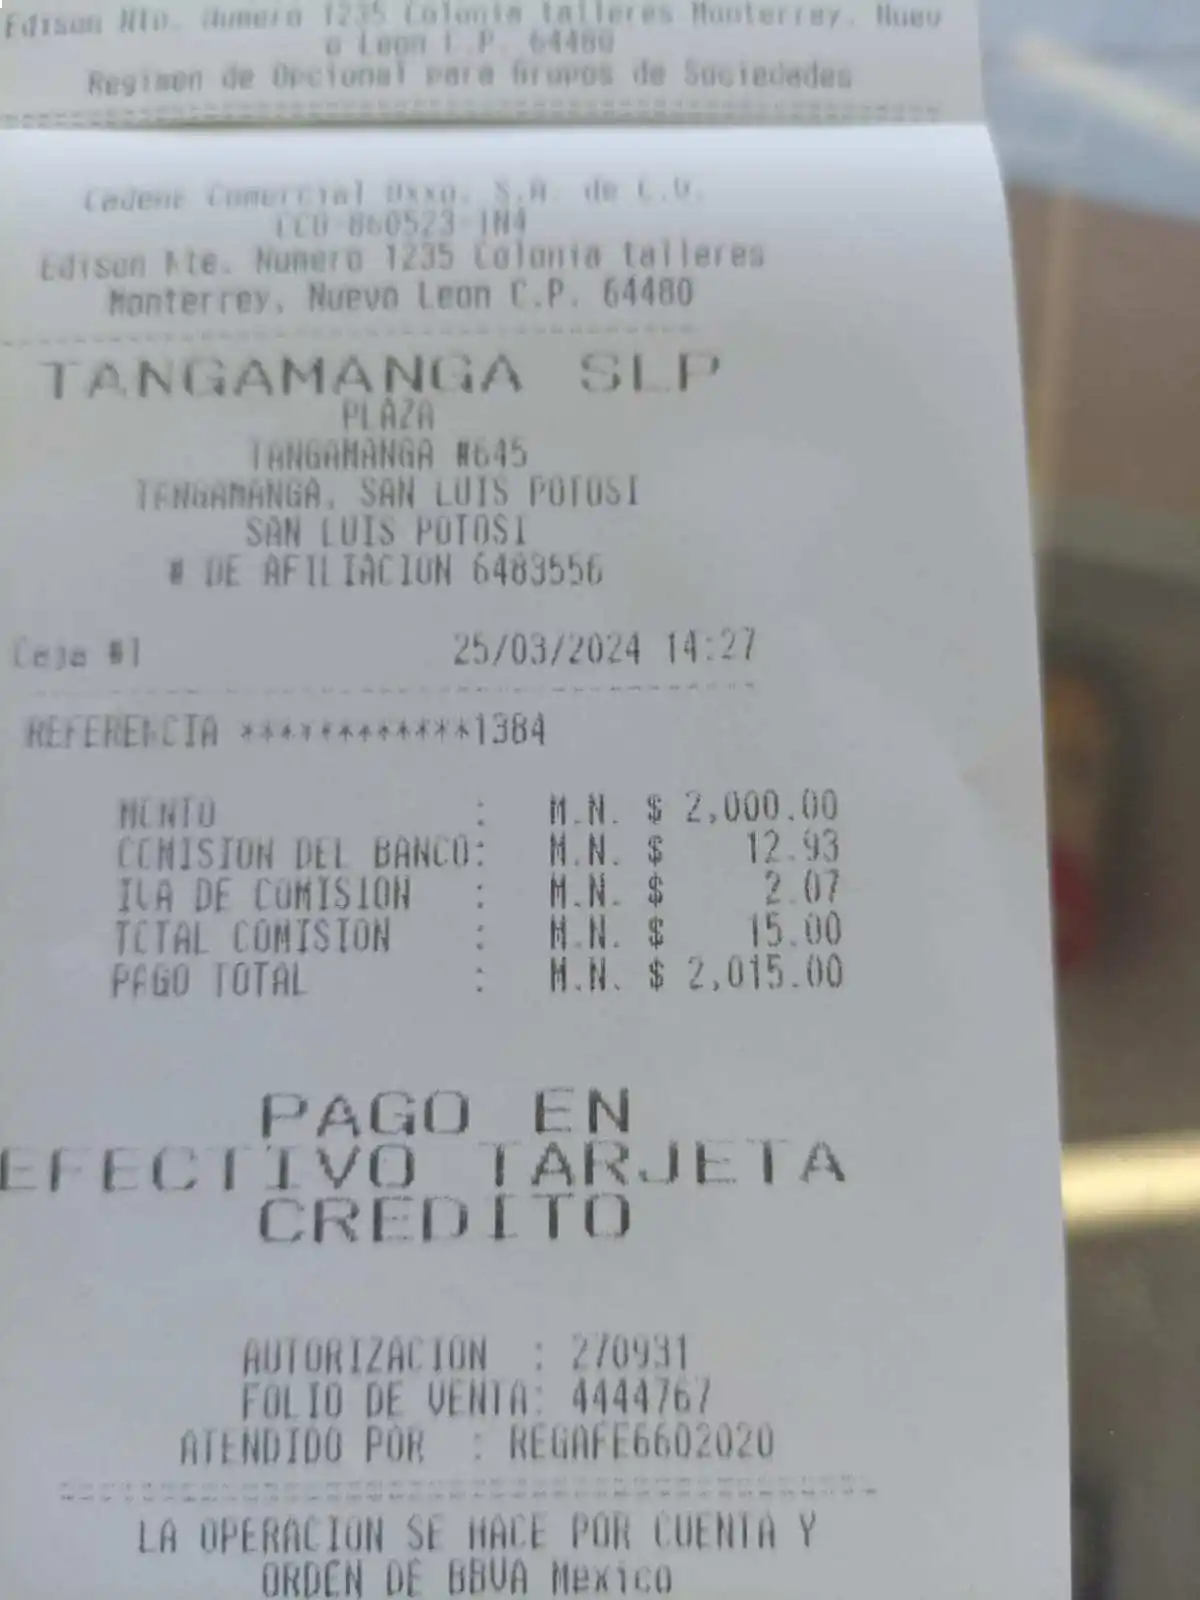 Edison Nte. Numero 1235 Colonia talleres Monterrey, Nuev
o Leon C.P. 64480
Regimen de Opcional para Grupos de Sociedades
Cadena Comercial Oxxo, S.A. de C.V.
CCO-860523-1N4
Edison Nte. Numero 1235 Colonia talleres
Monterrey, Nuevo Leon C.P. 64480
TANGAMANGA SLP
PLAZA
TANGAMANGA #645
TANGAMANGA, SAN LUIS POTOSI
SAN LUIS POTOSI
# DE AFILIACION 6483556
Caja #1 25/03/2024 14:27
REFERENCIA ************1384
MONTO : M.N. $ 2,000.00
COMISION DEL BANCO: M.N. $ 12.93
IVA DE COMISION : M.N. $ 2.07
TOTAL COMISION : M.N. $ 15.00
PAGO TOTAL : M.N. $ 2,015.00
PAGO EN
EFECTIVO TARJETA
CREDITO
AUTORIZACION : 270931
FOLIO DE VENTA: 4444767
ATENDIDO POR : REGAFE6602020
LA OPERACION SE HACE POR CUENTA Y
ORDEN DE BBVA Mexico